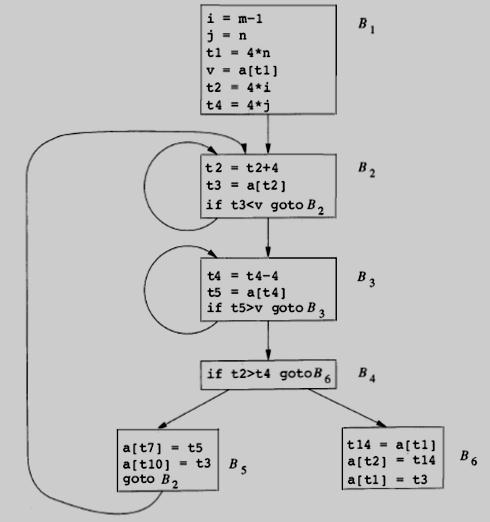 i = m-1
j = n
t1 = 4*n
v = a[t1]
t2 = 4*i
t4 = 4*j
B1
t2 = t2+4
t3 = a[t2]
if t3<v goto B2
B2
t4 = t4-4
t5 = a[t4]
if t5>v goto B3
B3
if t2>t4 goto B6
B4
a[t7] = t5
a[t10] = t3
goto B2
B5
t14 = a[t1]
a[t2] = t14
a[t1] = t3
B6